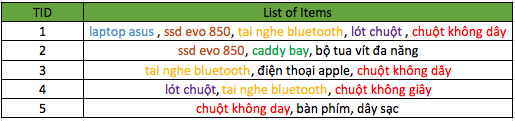 TID List of Items
1 laptop asus , ssd evo 850, tai nghe bluetooth, lót chuột , chuột không dây
2 ssd evo 850, caddy bay, bộ tua vít đa năng
3 tai nghe bluetooth, điện thoại apple, chuột không dây
4 lót chuột, tai nghe bluetooth, chuột không giây
5 chuột không day, bàn phím, dây sạc